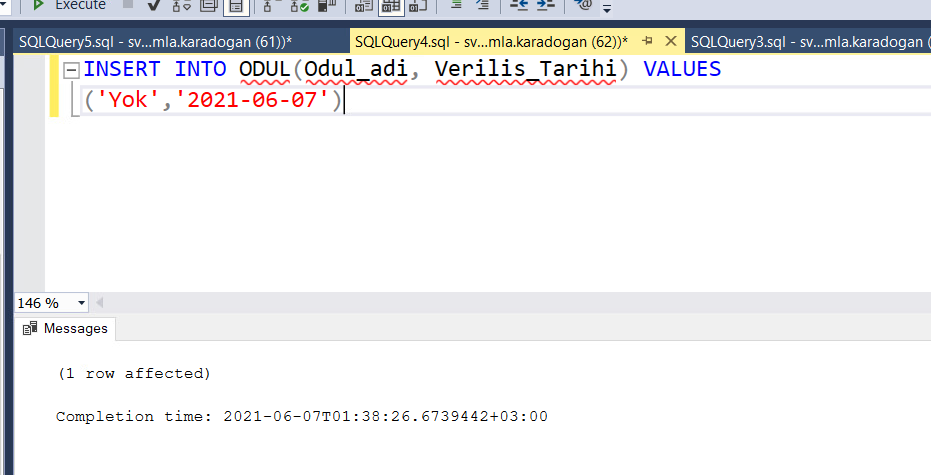 Execute
SQLQuery5.sql - sv...mla.karadogan (61))*
SQLQuery4.sql - sv...mla.karadogan (62))*
SQLQuery3.sql - sv...mla.karadogan (
INSERT INTO ODUL(Odul_adi, Verilis_Tarihi) VALUES
('Yok','2021-06-07')
146 %
Messages
(1 row affected)
Completion time: 2021-06-07T01:38:26.6739442+03:00